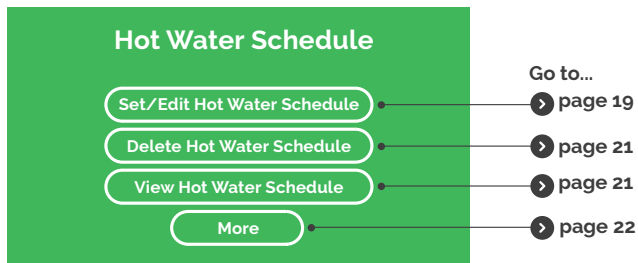 Hot Water Schedule
Go to...
Set/Edit Hot Water Schedule page 19
Delete Hot Water Schedule page 21
View Hot Water Schedule page 21
More page 22